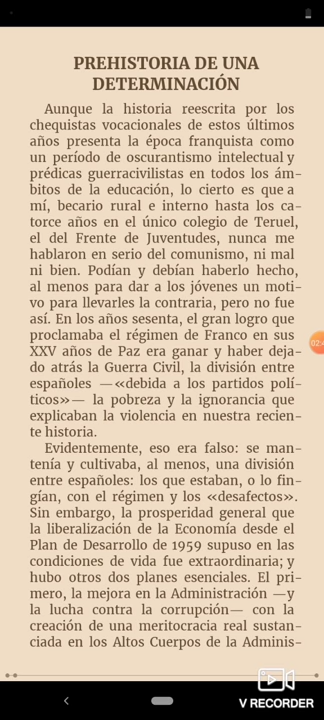 PREHISTORIA DE UNA
DETERMINACIÓN
Aunque la historia reescrita por los
chequistas vocacionales de estos últimos
años presenta la época franquista como
un período de oscurantismo intelectual y
prédicas guerracivilistas en todos los ám-
bitos de la educación, lo cierto es que a
mí, becario rural e interno hasta los ca-
torce años en el único colegio de Teruel,
el del Frente de Juventudes, nunca me
hablaron en serio del comunismo, ni mal
ni bien. Podían y debían haberlo hecho,
al menos para dar a los jóvenes un moti-
vo para llevarles la contraria, pero no fue
así. En los años sesenta, el gran logro que
proclamaba el régimen de Franco en sus
XXV años de Paz era ganar y haber deja-
do atrás la Guerra Civil, la división entre
españoles —«debida a los partidos polí-
ticos»— la pobreza y la ignorancia que
explicaban la violencia en nuestra recien-
te historia.
Evidentemente, eso era falso: se man-
tenía y cultivaba, al menos, una división
entre españoles: los que estaban, o lo fin-
gían, con el régimen y los «desafectos».
Sin embargo, la prosperidad general que
la liberalización de la Economía desde el
Plan de Desarrollo de 1959 supuso en las
condiciones de vida fue extraordinaria; y
hubo otros dos planes esenciales. El pri-
mero, la mejora en la Administración —y
la lucha contra la corrupción— con la
creación de una meritocracia real sustan-
ciada en los Altos Cuerpos de la Adminis-
V RECORDER